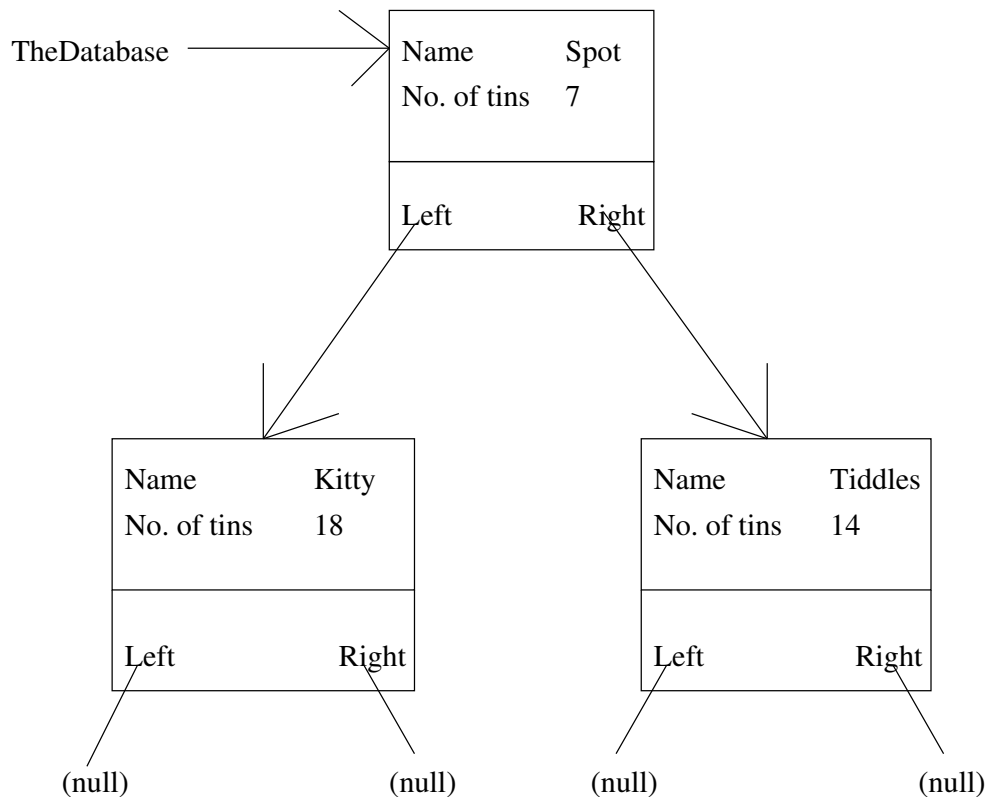 TheDatabase
Name Spot
No. of tins 7
Left Right
Name Kitty
No. of tins 18
Left Right
Name Tiddles
No. of tins 14
Left Right
(null) (null) (null) (null)